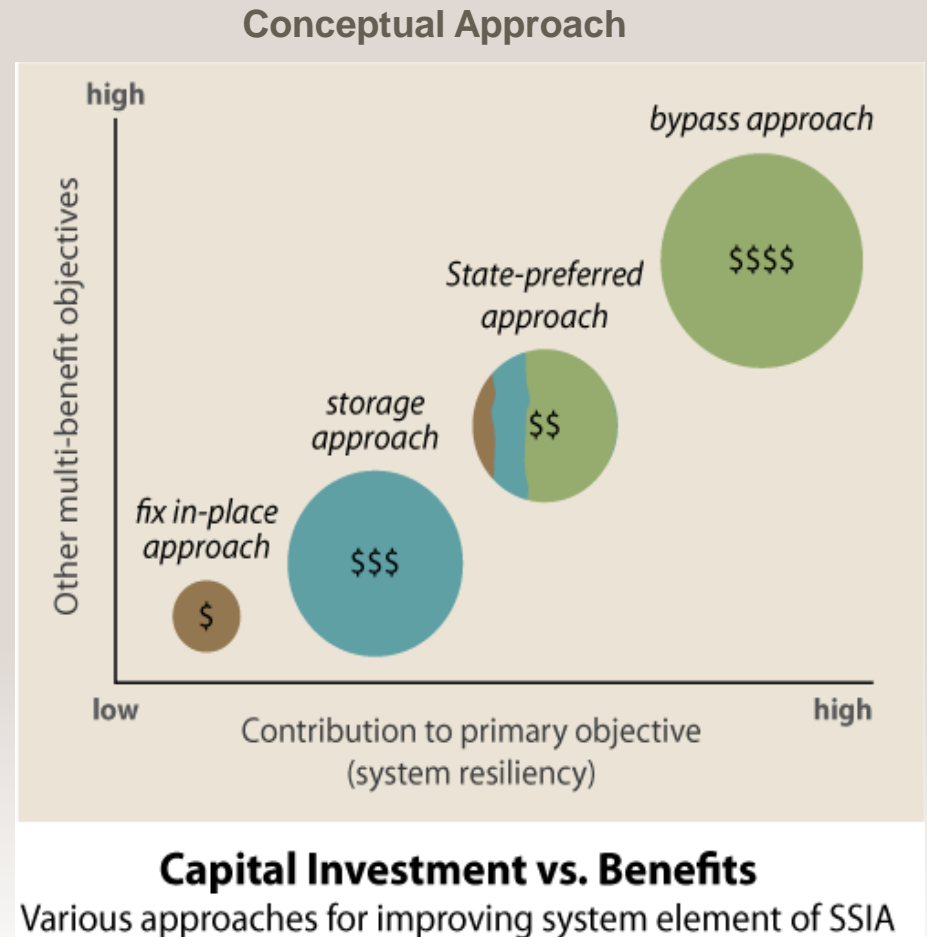 Conceptual Approach
high
bypass approach
$$$$
Other multi-benefit objectives
State-preferred
approach
$$
storage
approach
$$$
fix in-place
approach
$
low
high
Contribution to primary objective
(system resiliency)
Capital Investment vs. Benefits
Various approaches for improving system element of SSIA